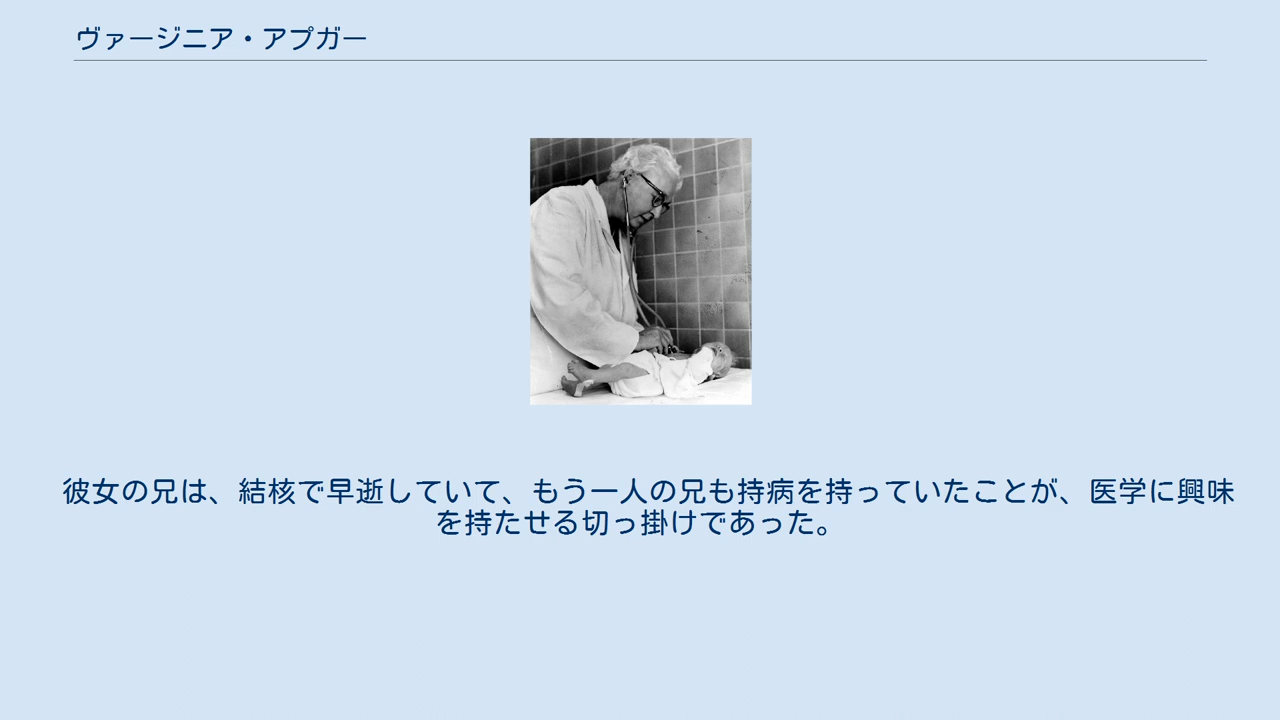 ヴァージニア・アプガー
彼女の兄は、結核で早逝していて、もう一人の兄も持病を持っていたことが、医学に興味
を持たせる切っ掛けであった。